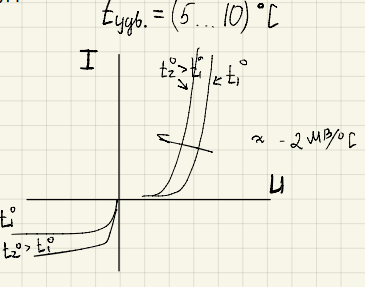 tудв. = (5...10) °C
I
t₂° > t₁°
t₁°
≈ -2 мВ/°C
U
t₁°
t₂° > t₁°